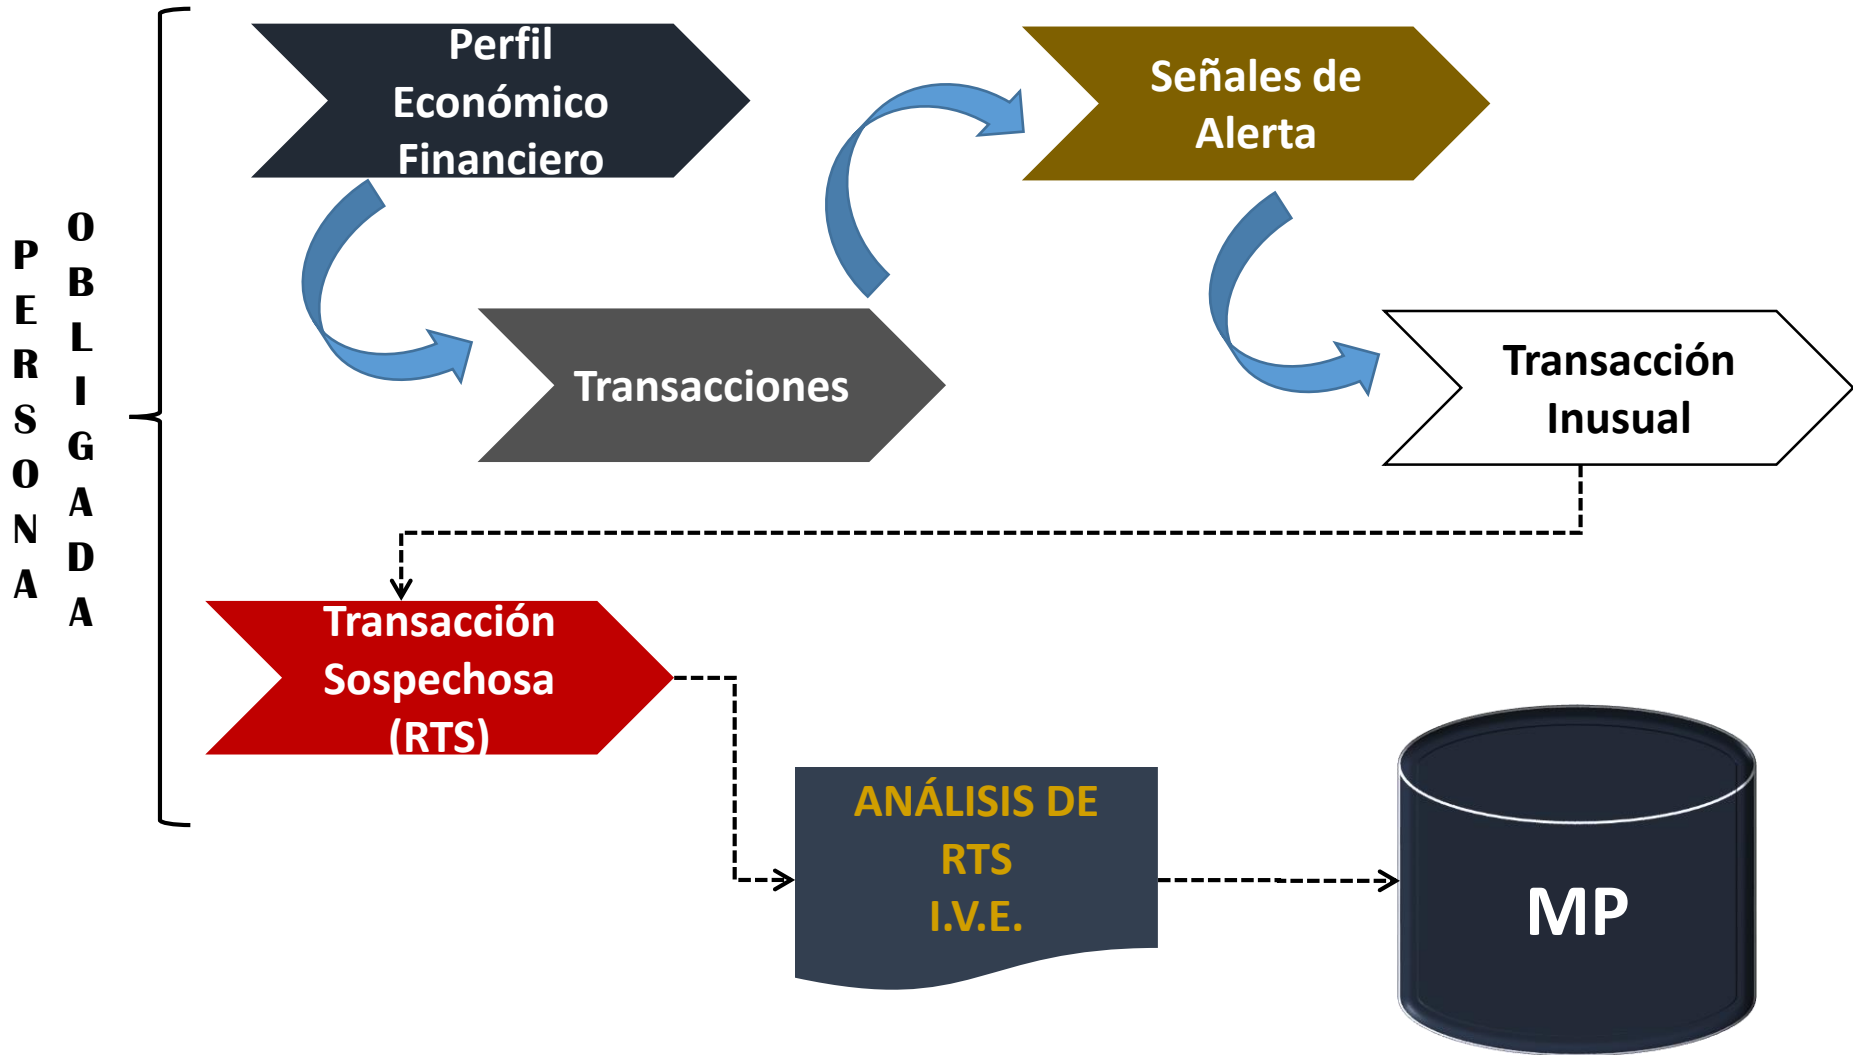 PERSONA
OBLIGADA
Perfil
Económico
Financiero
Señales de
Alerta
Transacciones
Transacción
Inusual
Transacción
Sospechosa
(RTS)
ANÁLISIS DE
RTS
I.V.E.
MP